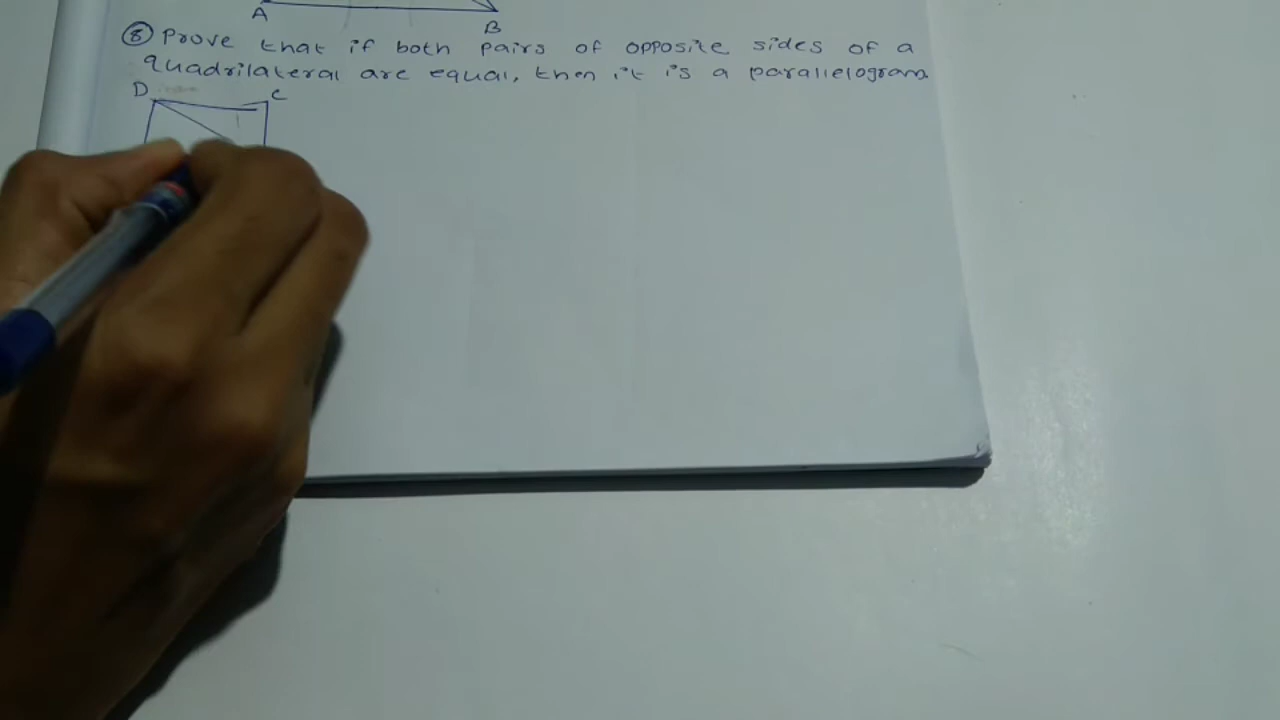 A
B
⑧ Prove that if both pairs of opposite sides of a
quadrilateral are equal, then it is a parallelogram
D
C